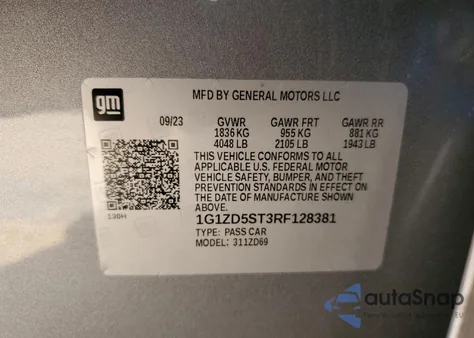 gm
MFD BY GENERAL MOTORS LLC
09/23 GVWR GAWR FRT GAWR RR
1836 KG 955 KG 881 KG
4048 LB 2105 LB 1943 LB
THIS VEHICLE CONFORMS TO ALL
APPLICABLE U.S. FEDERAL MOTOR
VEHICLE SAFETY, BUMPER, AND THEFT
PREVENTION STANDARDS IN EFFECT ON
THE DATE OF MANUFACTURE SHOWN
ABOVE.
130H
1G1ZD5ST3RF128381
TYPE: PASS CAR
MODEL: 311ZD69
autaSnap